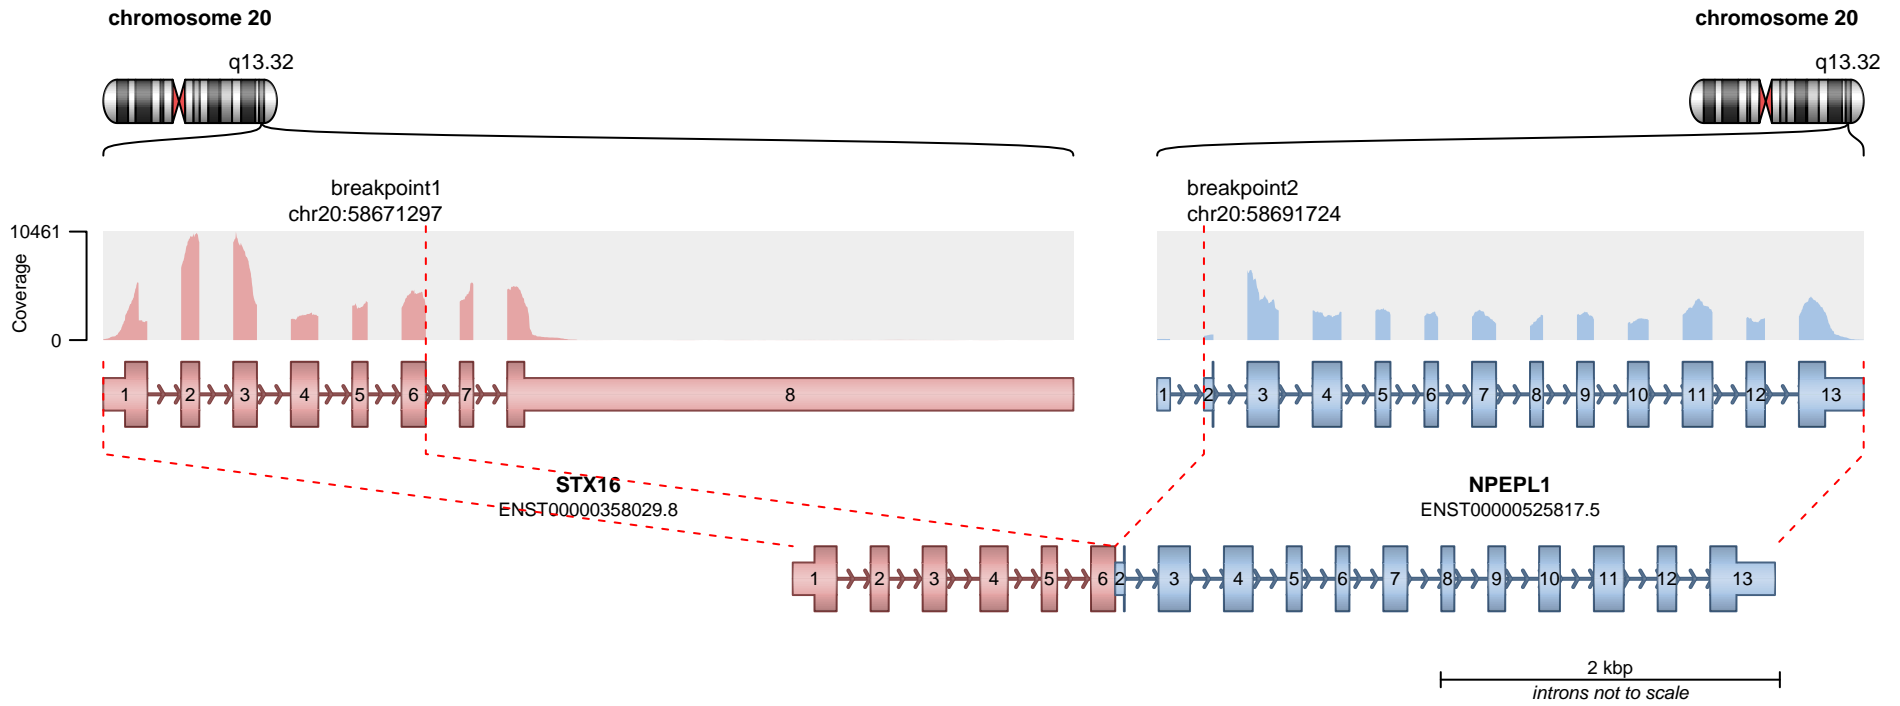 chromosome 20
chromosome 20
q13.32
q13.32
breakpoint1
chr20:58671297
breakpoint2
chr20:58691724
10461
Coverage
0
1 2 3 4 5 6 7 8
1 2 3 4 5 6 7 8 9 10 11 12 13
STX16
ENST00000358029.8
NPEPL1
ENST00000525817.5
1 2 3 4 5 6 2 3 4 5 6 7 8 9 10 11 12 13
2 kbp
introns not to scale